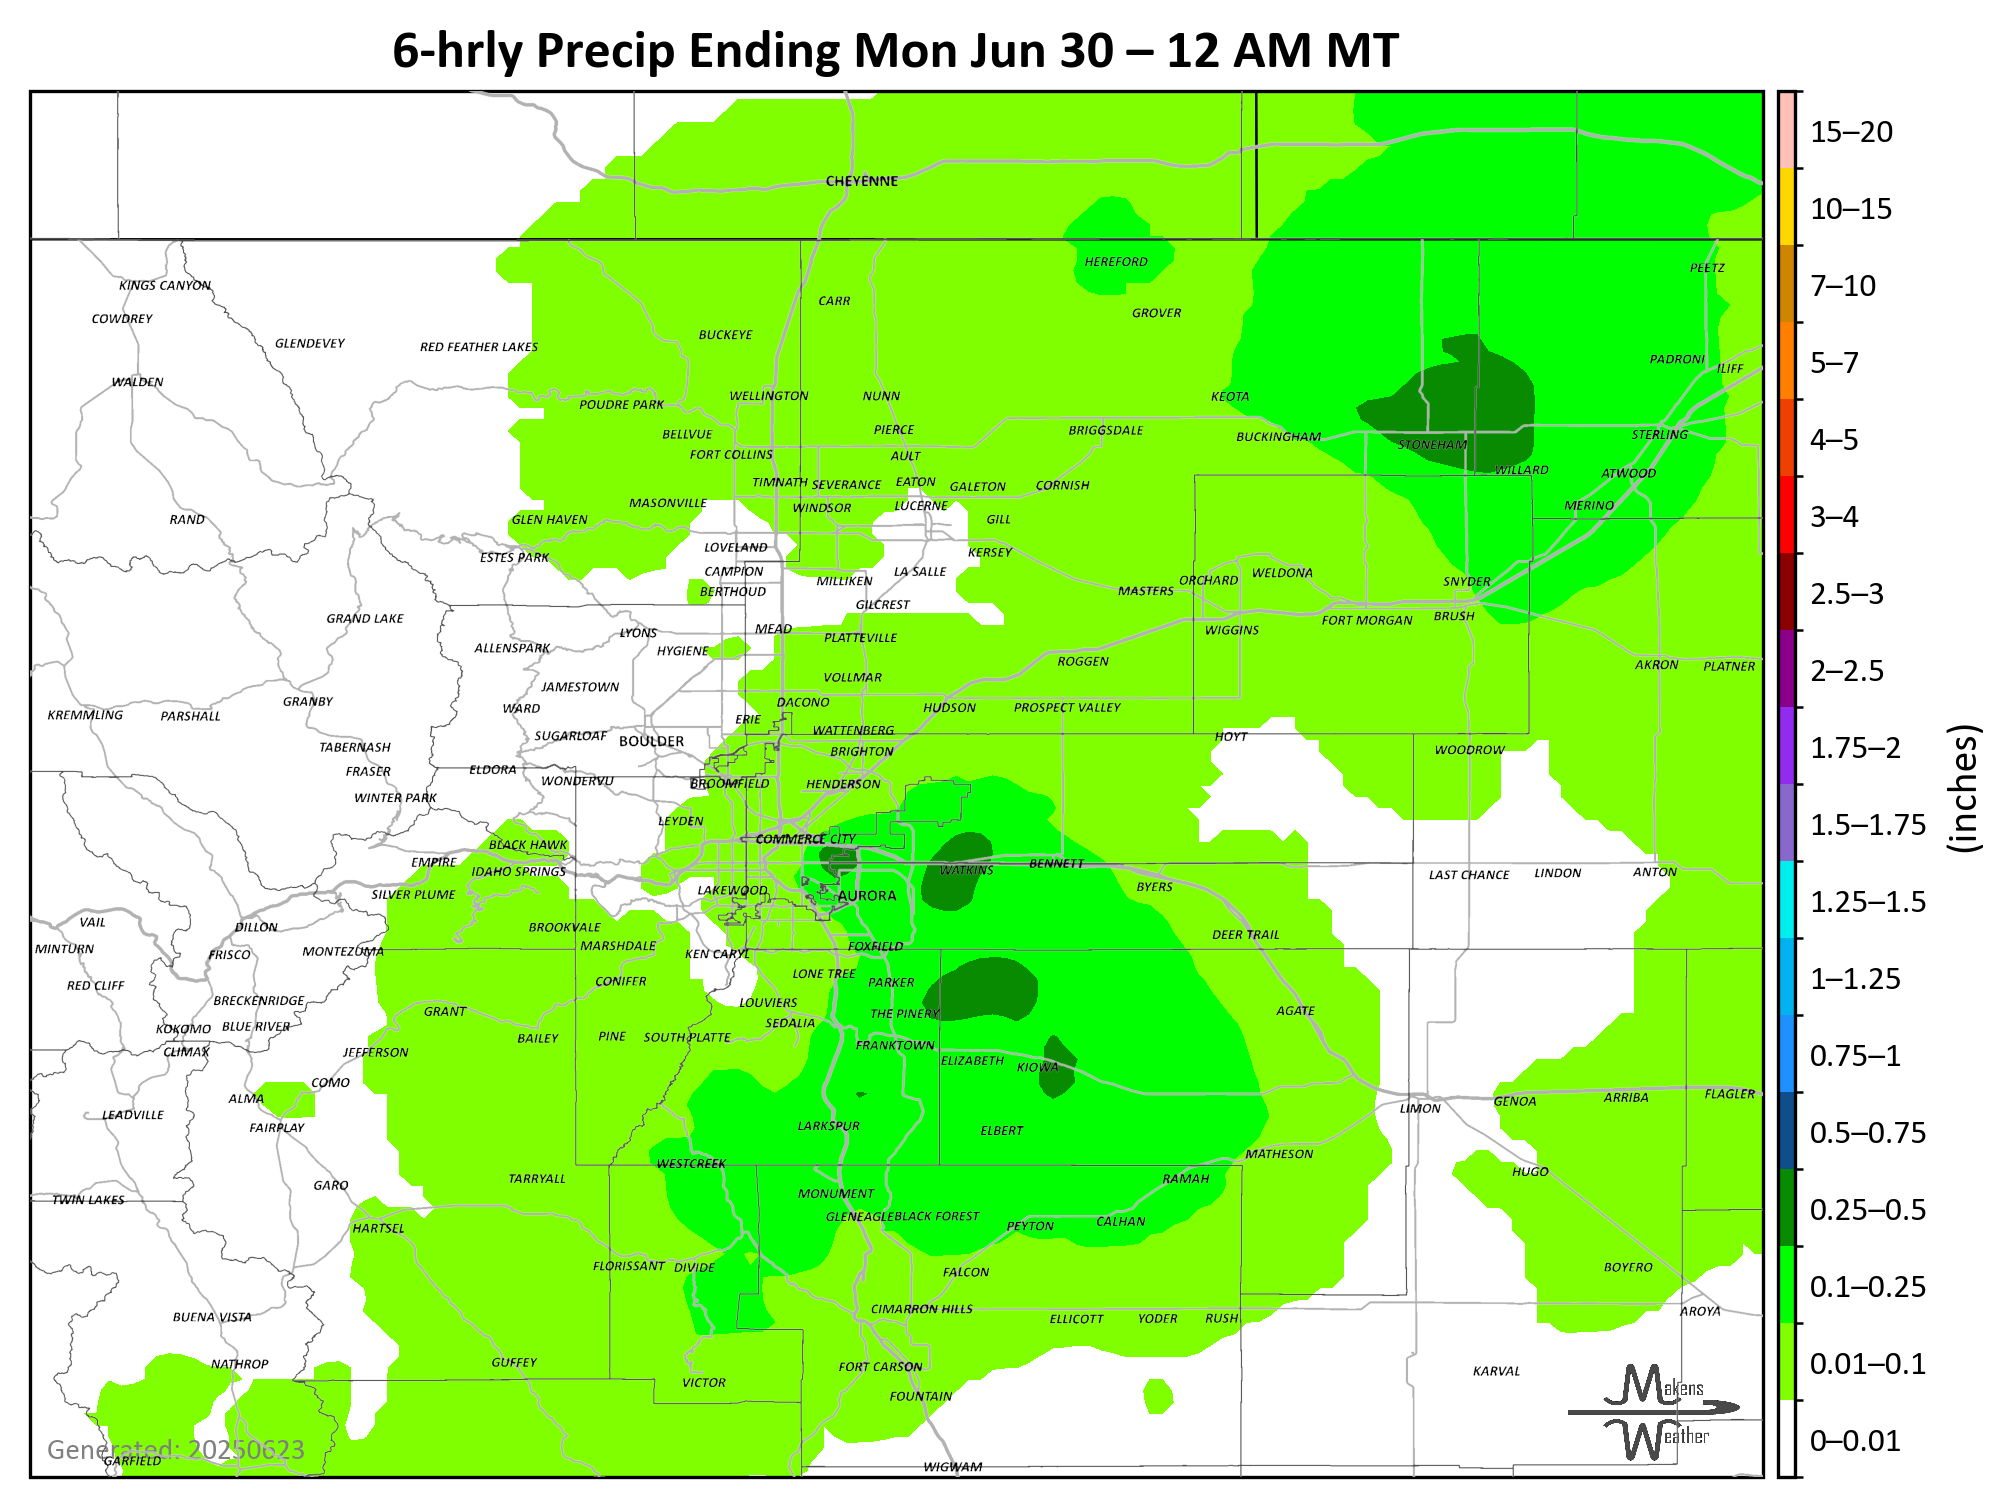 6-hrly Precip Ending Mon Jun 30 – 12 AM MT
CHEYENNE
HEREFORD
PEETZ
KINGS CANYON
CARR
GROVER
COWDREY
BUCKEYE
GLENDEVEY
RED FEATHER LAKES
PADRONI
ILIFF
WALDEN
POUDRE PARK
WELLINGTON
NUNN
KEOTA
BELLVUE
PIERCE
BRIGGSDALE
BUCKINGHAM
STONEHAM
STERLING
FORT COLLINS
AULT
WILLARD
ATWOOD
TIMNATH
SEVERANCE
EATON
GALETON
CORNISH
MASONVILLE
WINDSOR
LUCERNE
MERINO
RAND
GLEN HAVEN
GILL
ESTES PARK
LOVELAND
KERSEY
CAMPION
MILLIKEN
LA SALLE
ORCHARD
WELDONA
SNYDER
BERTHOUD
MASTERS
GILCREST
GRAND LAKE
LYONS
MEAD
PLATTEVILLE
WIGGINS
FORT MORGAN
BRUSH
ALLENSPARK
HYGIENE
ROGGEN
AKRON
PLATNER
JAMESTOWN
VOLLMAR
GRANBY
WARD
DACONO
HUDSON
PROSPECT VALLEY
KREMMLING
PARSHALL
ERIE
WATTENBERG
TABERNASH
SUGARLOAF
BOULDER
BRIGHTON
HOYT
WOODROW
FRASER
ELDORA
WONDERVU
BROOMFIELD
HENDERSON
WINTER PARK
LEYDEN
BLACK HAWK
COMMERCE CITY
EMPIRE
IDAHO SPRINGS
WATKINS
BENNETT
LAST CHANCE
LINDON
ANTON
SILVER PLUME
LAKEWOOD
AURORA
BYERS
VAIL
DILLON
BROOKVALE
DEER TRAIL
MINTURN
FRISCO
MONTEZUMA
MARSHDALE
KEN CARYL
FOXFIELD
RED CLIFF
CONIFER
LONE TREE
PARKER
BRECKENRIDGE
LOUVIERS
GRANT
THE PINERY
AGATE
KOKOMO
BLUE RIVER
SEDALIA
CLIMAX
JEFFERSON
BAILEY
PINE
SOUTH PLATTE
FRANKTOWN
ELIZABETH
KIOWA
COMO
ALMA
LEADVILLE
FAIRPLAY
LARKSPUR
ELBERT
LIMON
GENOA
ARRIBA
FLAGLER
WESTCREEK
MATHESON
TARRYALL
RAMAH
HUGO
TWIN LAKES
GARO
MONUMENT
HARTSEL
GLENEAGLE
BLACK FOREST
PEYTON
CALHAN
FLORISSANT
DIVIDE
FALCON
BOYERO
BUENA VISTA
CIMARRON HILLS
ELLICOTT
YODER
RUSH
AROYA
NATHROP
GUFFEY
FORT CARSON
KARVAL
VICTOR
FOUNTAIN
GARFIELD
WIGWAM
Generated: 20250623
Makens
Weather
15–20
10–15
7–10
5–7
4–5
3–4
2.5–3
2–2.5
1.75–2
1.5–1.75
1.25–1.5
1–1.25
0.75–1
0.5–0.75
0.25–0.5
0.1–0.25
0.01–0.1
0–0.01
(inches)